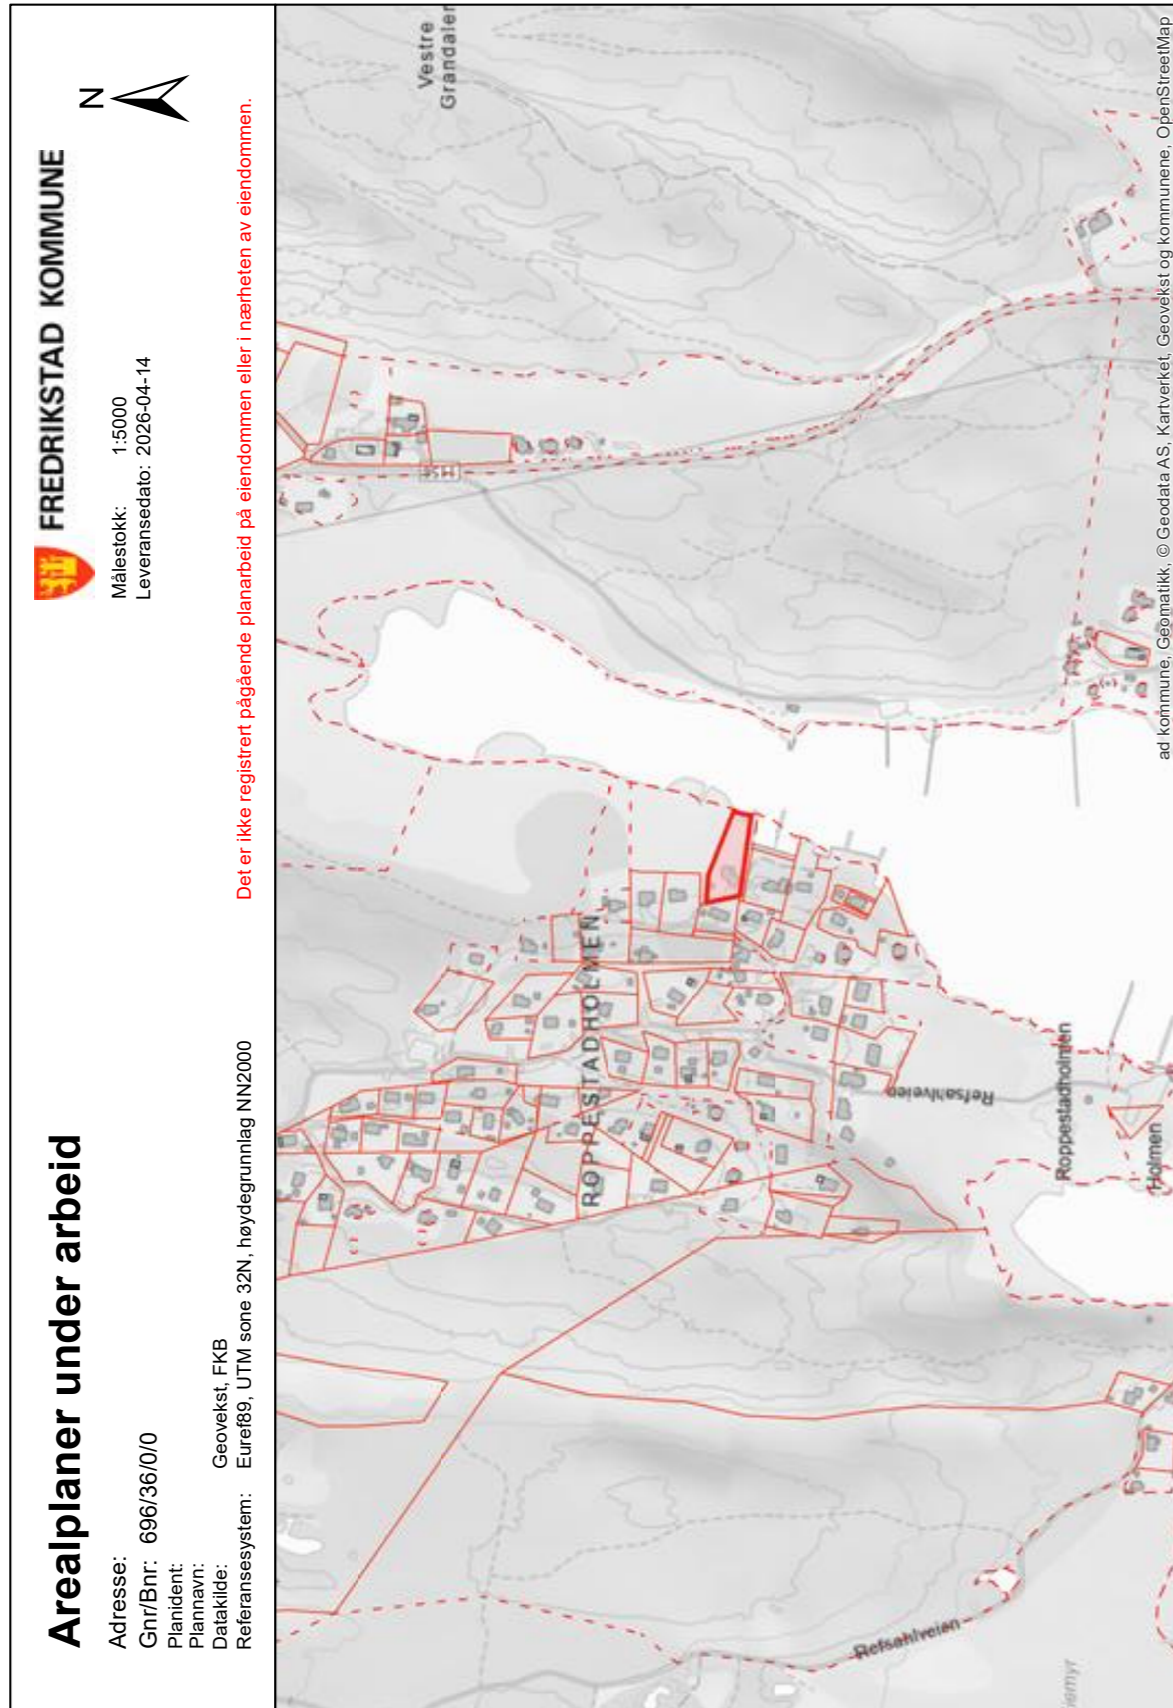 Arealplaner under arbeid
FREDRIKSTAD KOMMUNE
N
Adresse:
Gnr/Bnr: 696/36/0/0
Planident:
Plannavn:
Datakilde: Geovekst, FKB
Referansesystem: Euref89, UTM sone 32N, høydegrunnlag NN2000
Målestokk: 1:5000
Leveransedato: 2026-04-14
Det er ikke registrert pågående planarbeid på eiendommen eller i nærheten av eiendommen.
Vestre
Grandalen
ROPPESTADHOLMEN
Refsahlveien
Roppestadholmen
Holmen
Refsahlveien
iemyr
ad kommune, Geomatikk, © Geodata AS, Kartverket, Geovekst og kommunene, OpenStreetMap